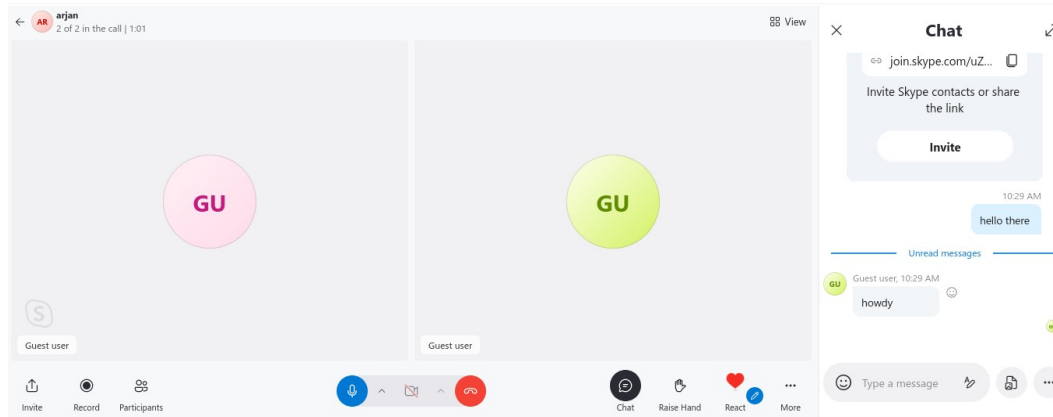 AR
arjan
2 of 2 in the call | 1:01
View
GU
GU
S
Guest user
Guest user
Invite
Record
Participants
Chat
Raise Hand
React
More
Chat
join.skype.com/uZ...
Invite Skype contacts or share
the link
Invite
10:29 AM
hello there
Unread messages
GU
Guest user, 10:29 AM
howdy
Type a message